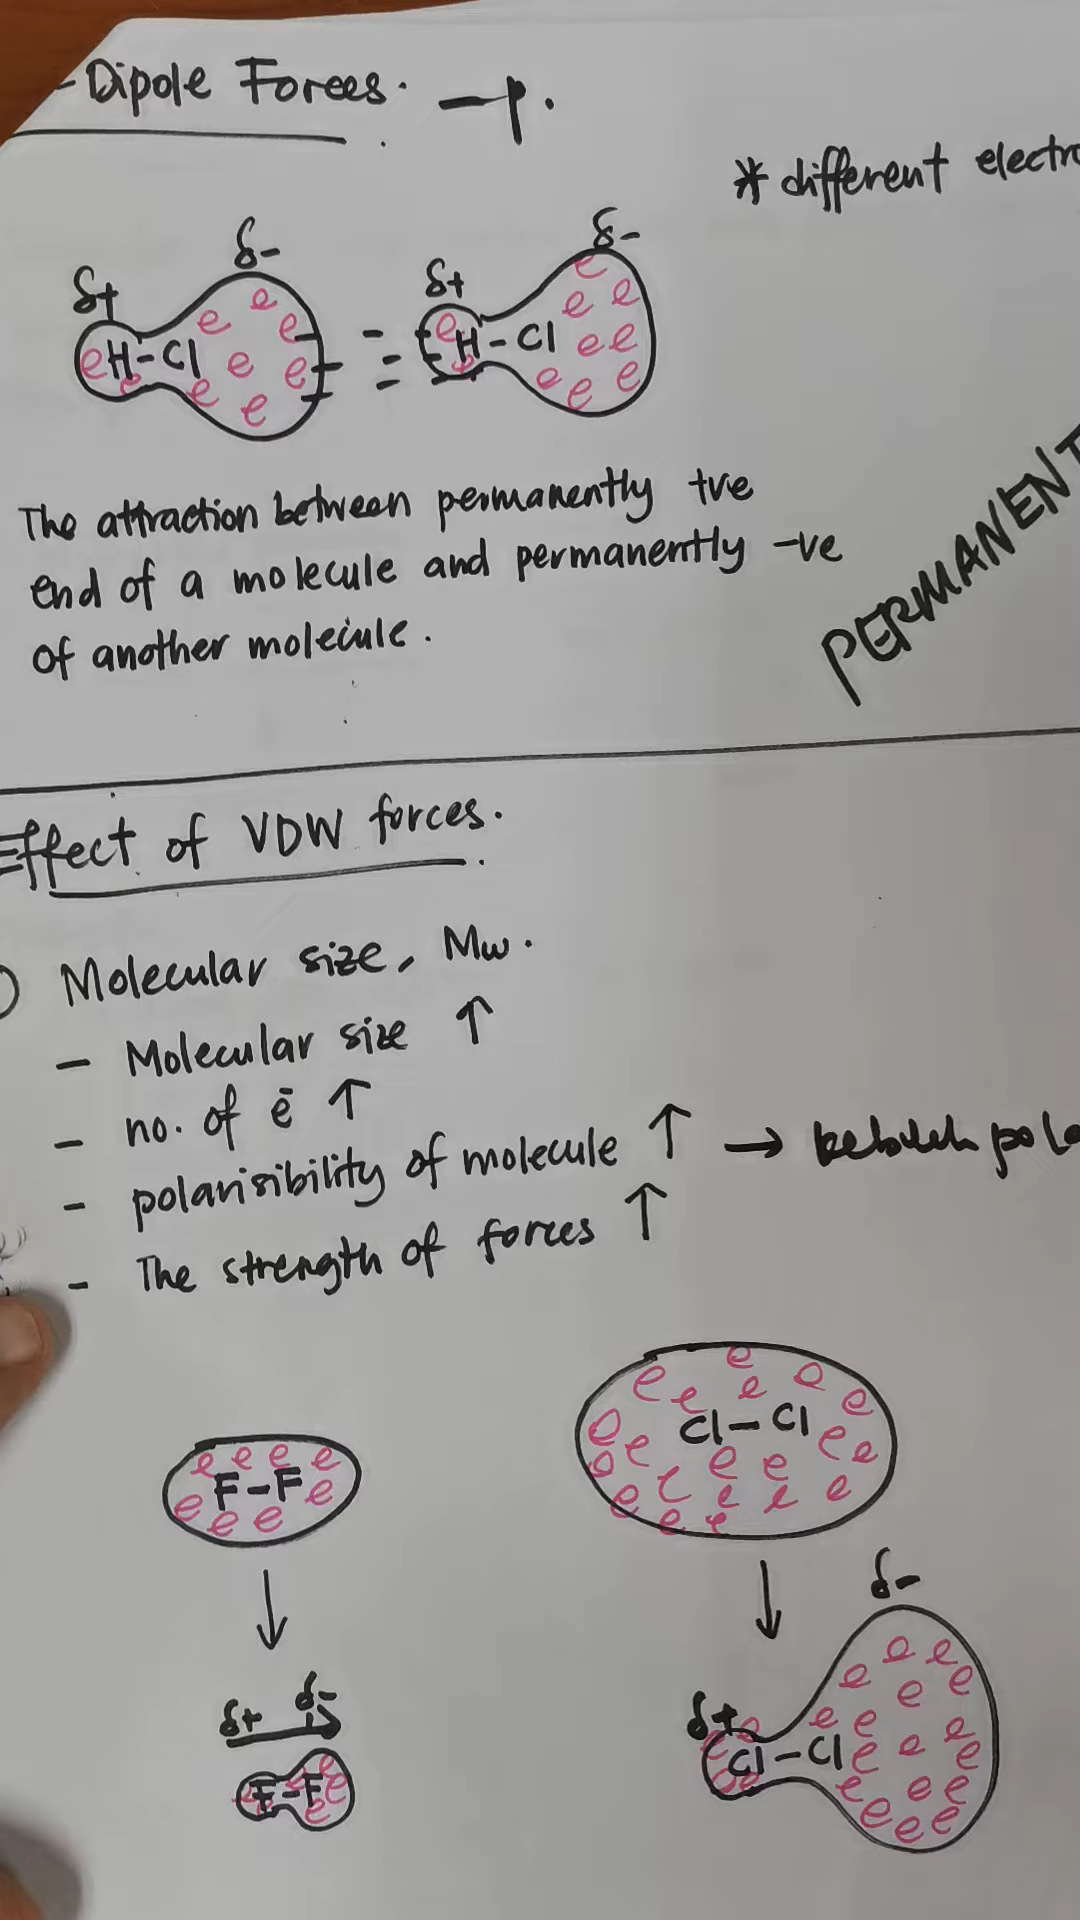 -Dipole Forces.
* different electro
δ+ δ- δ+ δ-
H-Cl H-Cl
The attraction between permanently +ve
end of a molecule and permanently -ve
of another molecule.
PERMANENT
Effect of VDW forces.
Molecular size, Mw.
- Molecular size ↑
- no. of ē ↑
- polarisibility of molecule ↑ →
- The strength of forces ↑
F-F Cl-Cl
δ+ δ- δ+ δ-
F-F Cl-Cl